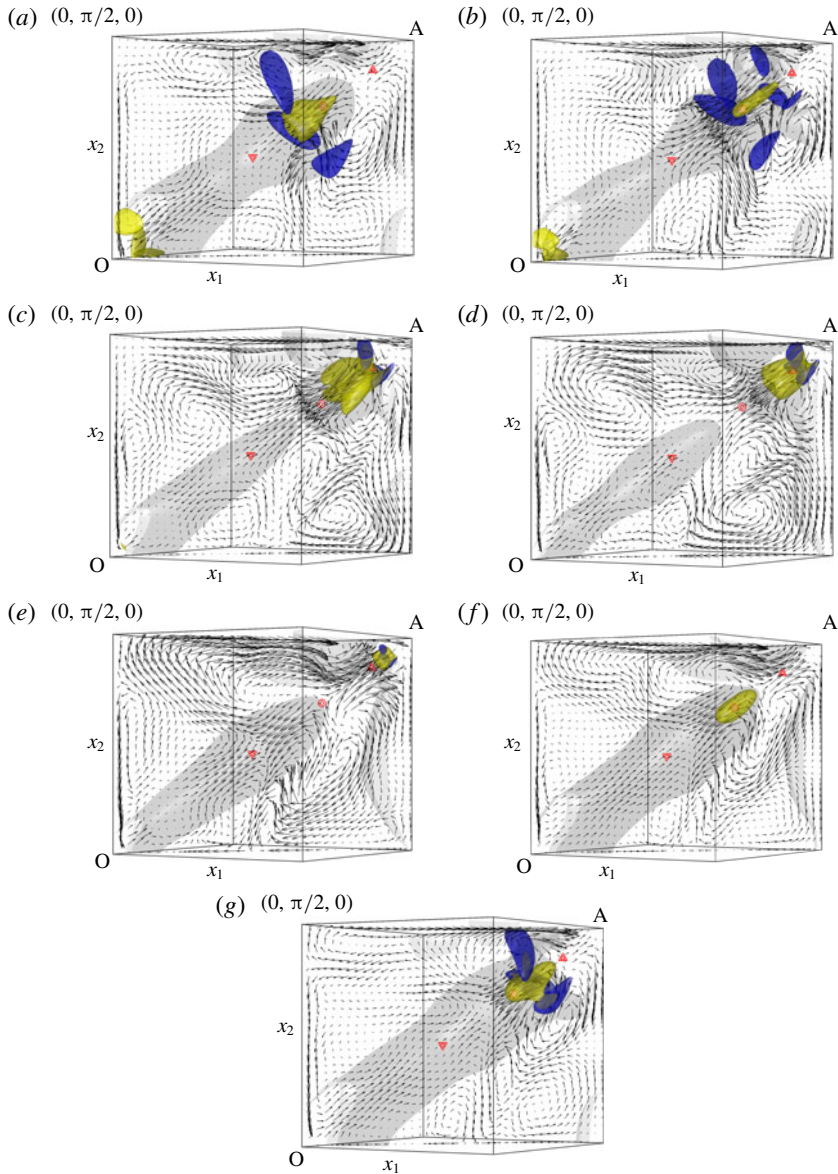 (a) (0, π/2, 0) A
x2
O
x1
(b) (0, π/2, 0) A
x2
O
x1
(c) (0, π/2, 0) A
x2
O
x1
(d) (0, π/2, 0) A
x2
O
x1
(e) (0, π/2, 0) A
x2
O
x1
(f) (0, π/2, 0) A
x2
O
x1
(g) (0, π/2, 0) A
x2
O
x1